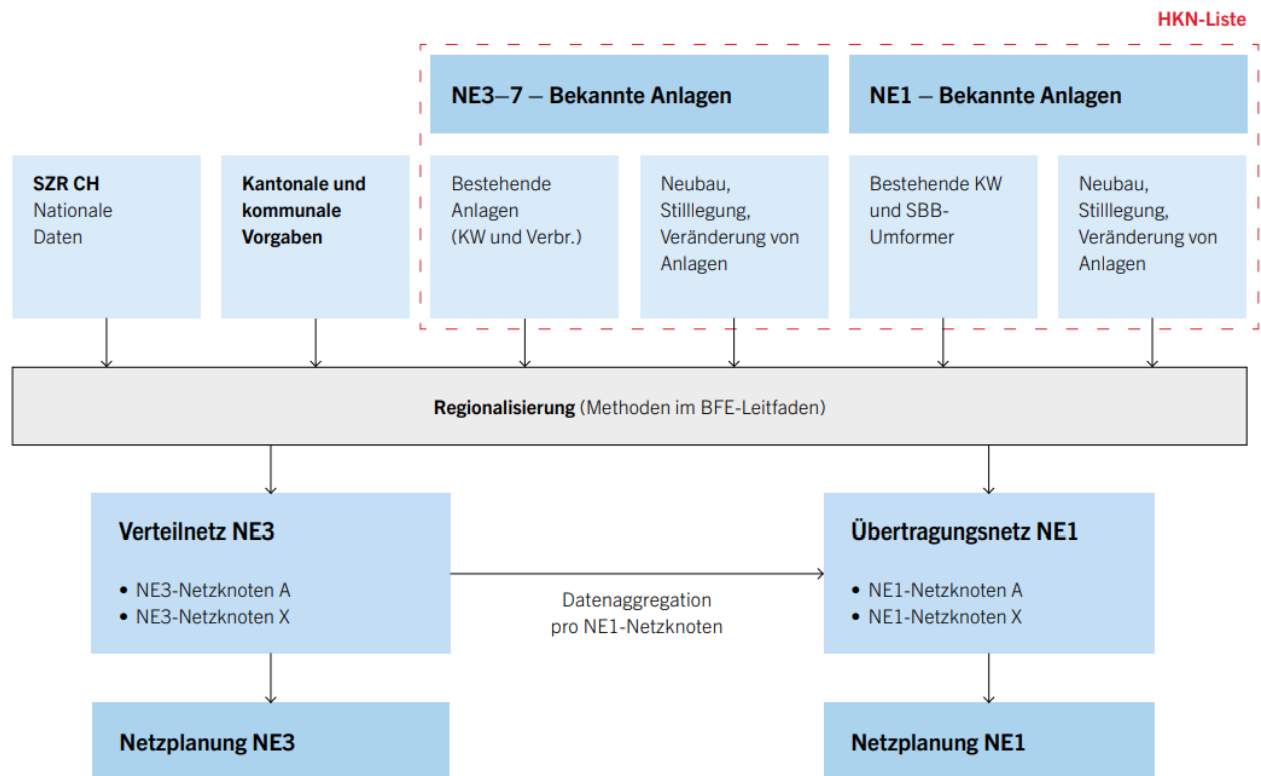 HKN-Liste
NE3–7 – Bekannte Anlagen
NE1 – Bekannte Anlagen
SZR CH
Nationale
Daten
Kantonale und
kommunale
Vorgaben
Bestehende
Anlagen
(KW und Verbr.)
Neubau,
Stilllegung,
Veränderung von
Anlagen
Bestehende KW
und SBB-
Umformer
Neubau,
Stilllegung,
Veränderung von
Anlagen
Regionalisierung (Methoden im BFE-Leitfaden)
Verteilnetz NE3
• NE3-Netzknoten A
• NE3-Netzknoten X
Datenaggregation
pro NE1-Netzknoten
Übertragungsnetz NE1
• NE1-Netzknoten A
• NE1-Netzknoten X
Netzplanung NE3
Netzplanung NE1